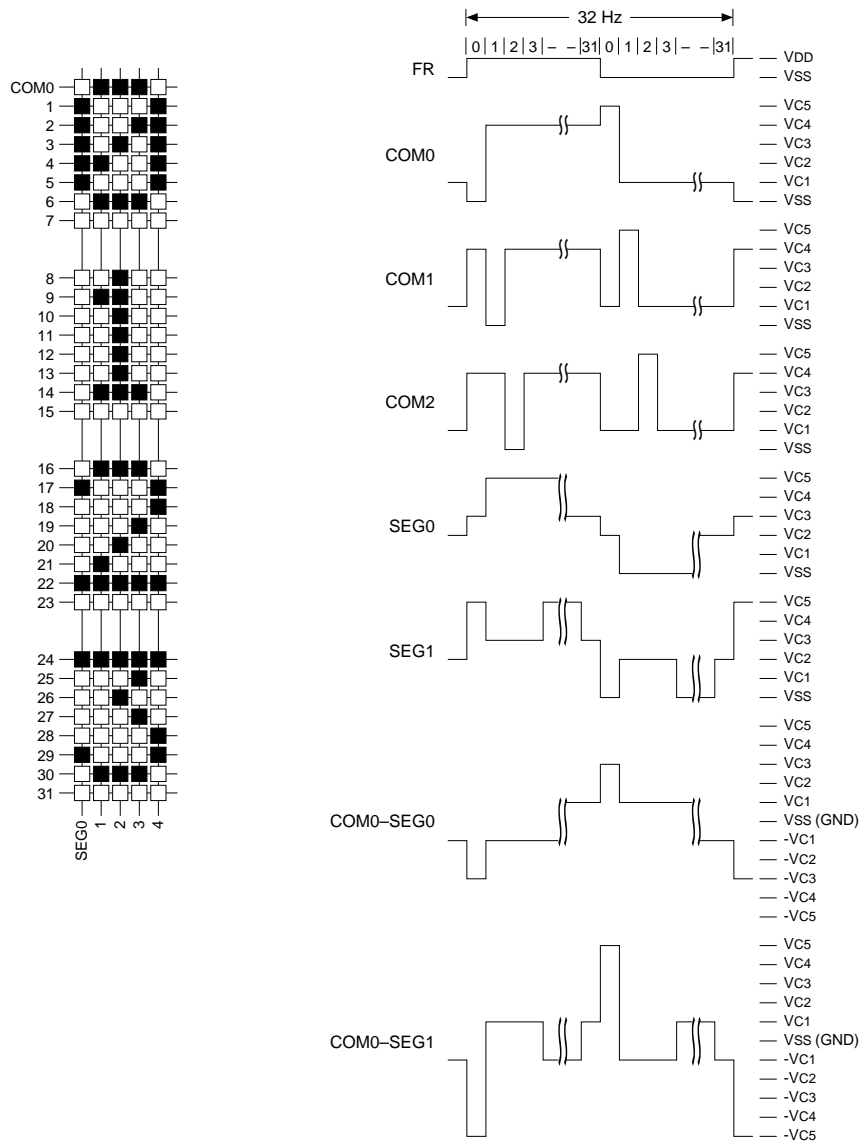 COM0
1
2
3
4
5
6
7
8
9
10
11
12
13
14
15
16
17
18
19
20
21
22
23
24
25
26
27
28
29
30
31
SEG0 1 2 3 4
32 Hz
0 1 2 3 – – 31 0 1 2 3 – – 31
FR
VDD
VSS
COM0
VC5
VC4
VC3
VC2
VC1
VSS
COM1
VC5
VC4
VC3
VC2
VC1
VSS
COM2
VC5
VC4
VC3
VC2
VC1
VSS
SEG0
VC5
VC4
VC3
VC2
VC1
VSS
SEG1
VC5
VC4
VC3
VC2
VC1
VSS
COM0–SEG0
VC5
VC4
VC3
VC2
VC1
VSS (GND)
-VC1
-VC2
-VC3
-VC4
-VC5
COM0–SEG1
VC5
VC4
VC3
VC2
VC1
VSS (GND)
-VC1
-VC2
-VC3
-VC4
-VC5